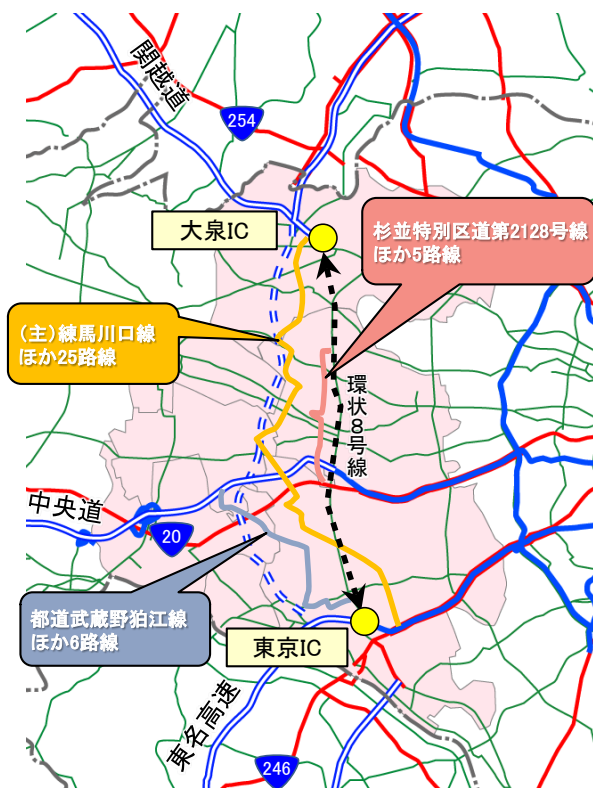 関越道
254
大泉IC
杉並特別区道第2128号線
ほか5路線
(主)練馬川口線
ほか25路線
環状8号線
中央道
20
都道武蔵野狛江線
ほか6路線
東京IC
東名高速
246